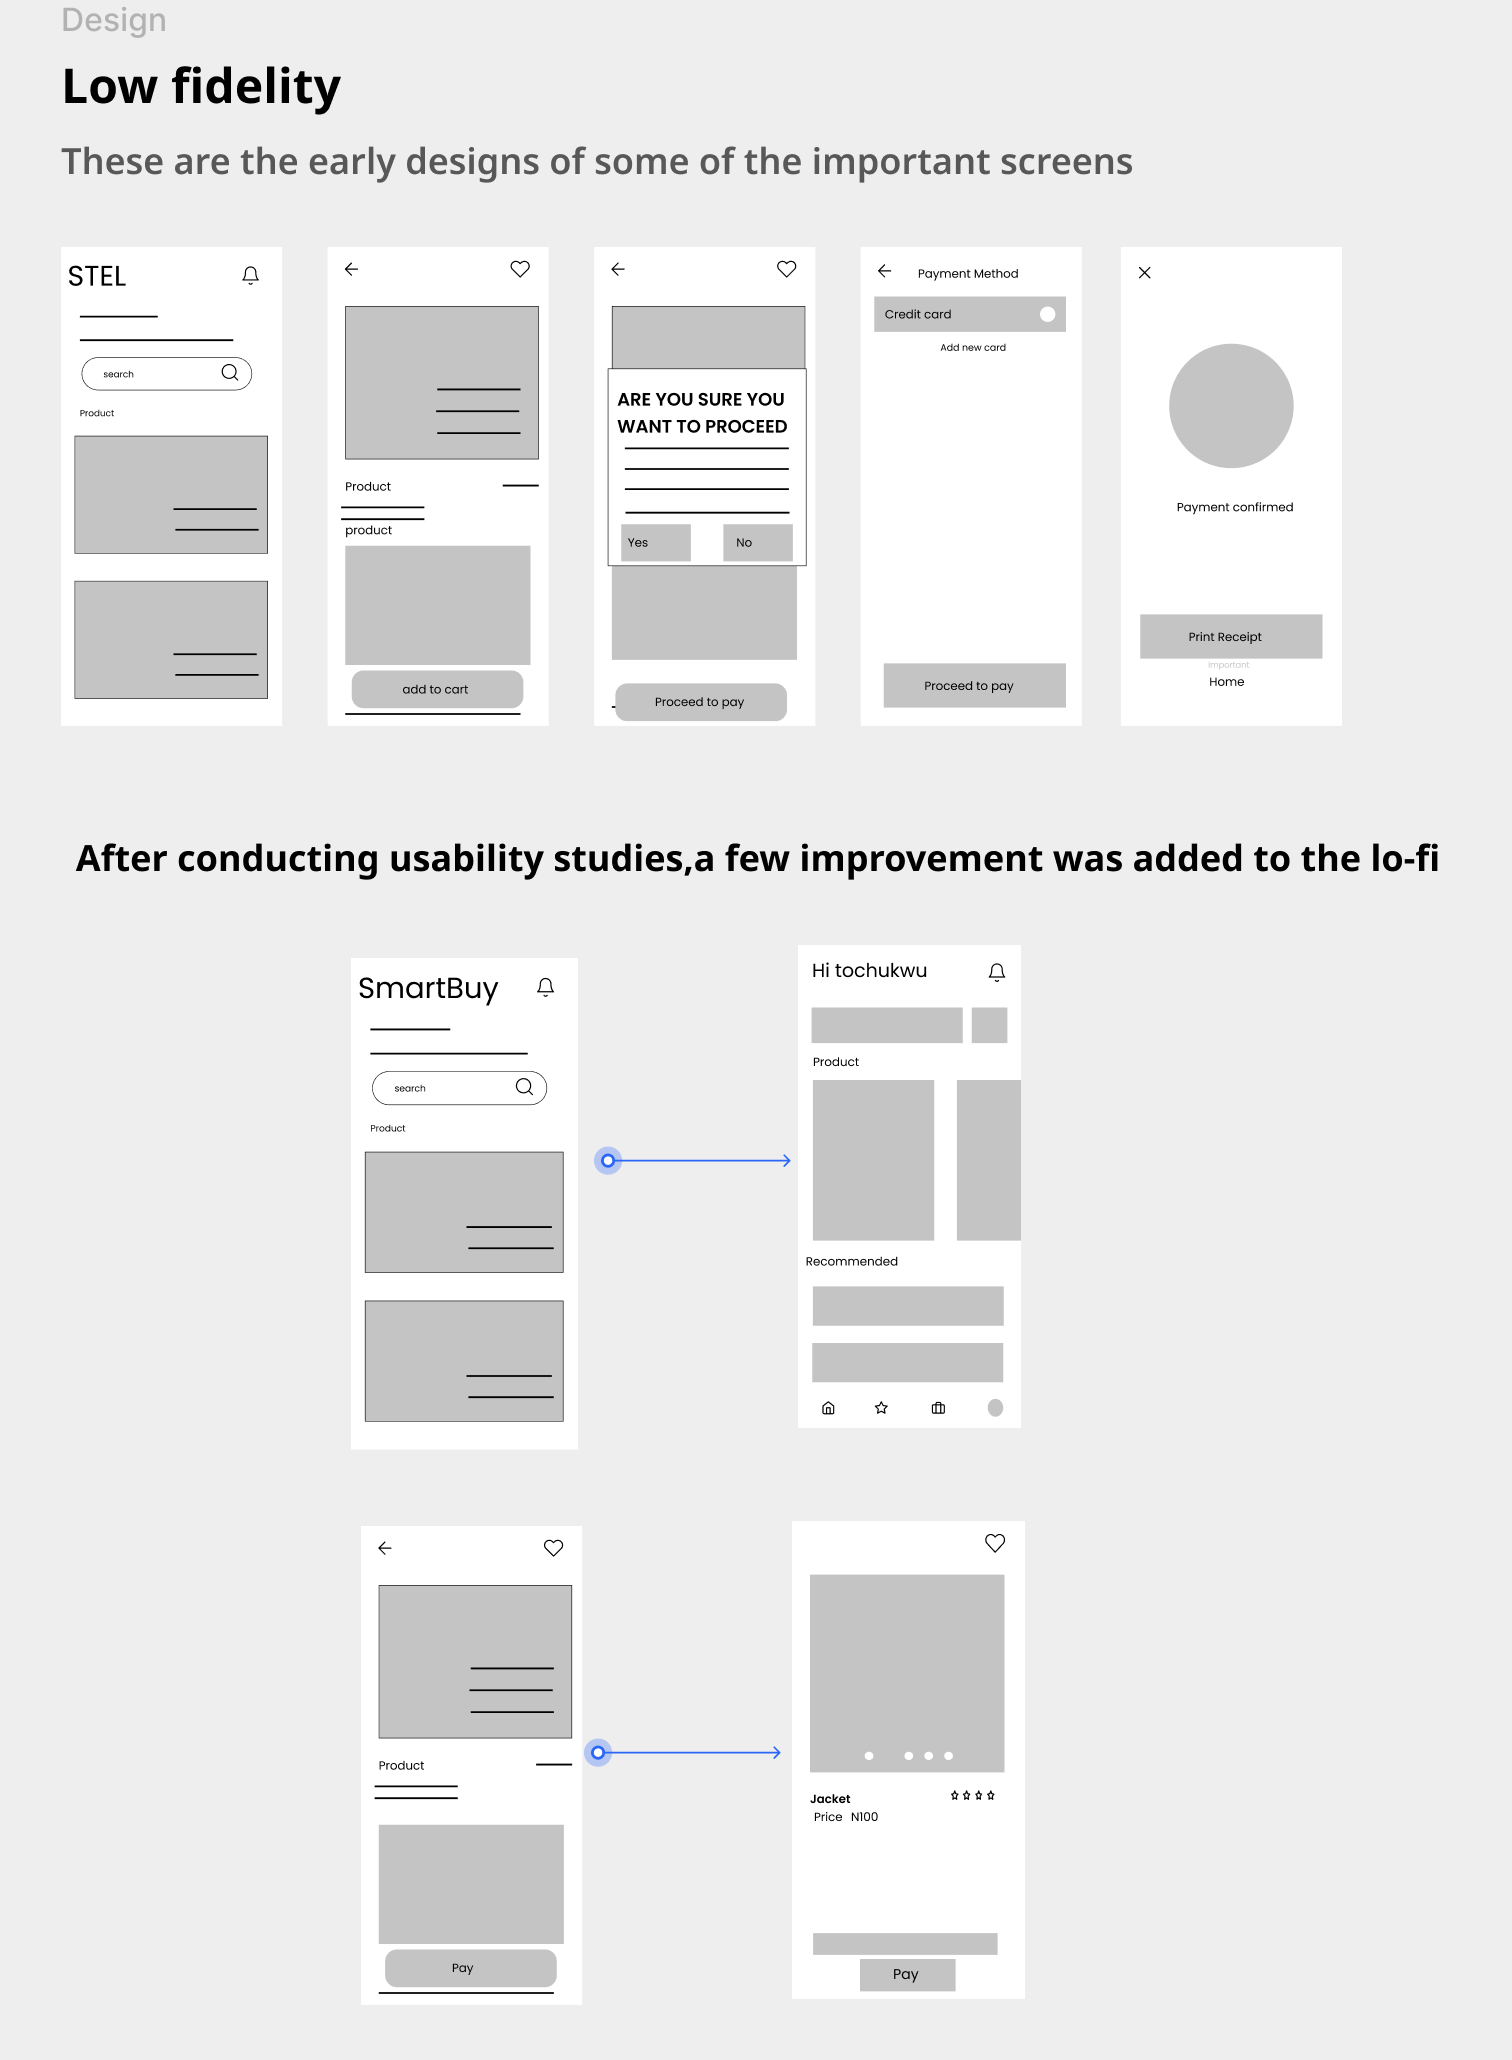 Design
Low fidelity
These are the early designs of some of the important screens
STEL
search
Product
Product
product
add to cart
ARE YOU SURE YOU
WANT TO PROCEED
Yes No
Proceed to pay
Payment Method
Credit card
Add new card
Proceed to pay
Payment confirmed
Print Receipt
Important
Home
After conducting usability studies,a few improvement was added to the lo-fi
SmartBuy
search
Product
Hi tochukwu
Product
Recommended
Product
Pay
Jacket
Price N100
Pay